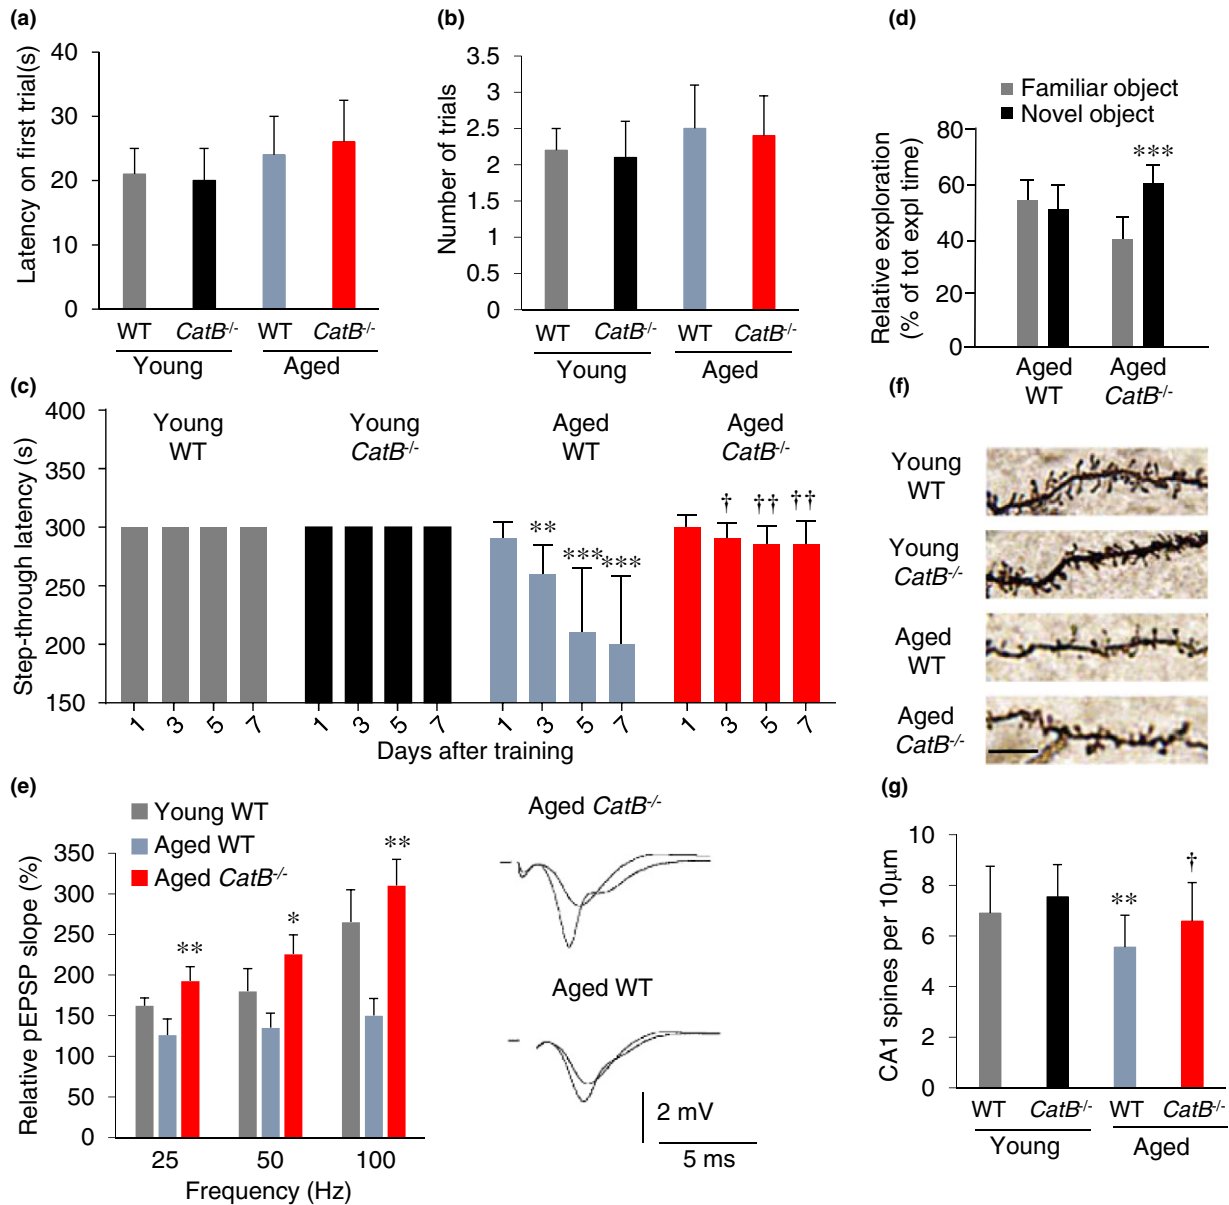 (a)
Latency on first trial(s)
40
30
20
10
0
WT CatB-/- WT CatB-/-
Young Aged
(b)
Number of trials
3.5
3
2.5
2
1.5
1
0.5
0
WT CatB-/- WT CatB-/-
Young Aged
(d)
Familiar object
Novel object
Relative exploration
(% of tot expl time)
80
60
40
20
0
***
Aged Aged
WT CatB-/-
(c)
Step-through latency (s)
400
350
300
250
200
150
Young Young Aged Aged
WT CatB-/- WT CatB-/-
** *** ***
† †† ††
1 3 5 7 1 3 5 7 1 3 5 7 1 3 5 7
Days after training
(f)
Young
WT
Young
CatB-/-
Aged
WT
Aged
CatB-/-
(e)
Young WT
Aged WT
Aged CatB-/-
Relative pEPSP slope (%)
350
300
250
200
150
100
50
0
** * **
25 50 100
Frequency (Hz)
Aged CatB-/-
Aged WT
2 mV
5 ms
(g)
CA1 spines per 10μm
10
8
6
4
2
0
** †
WT CatB-/- WT CatB-/-
Young Aged